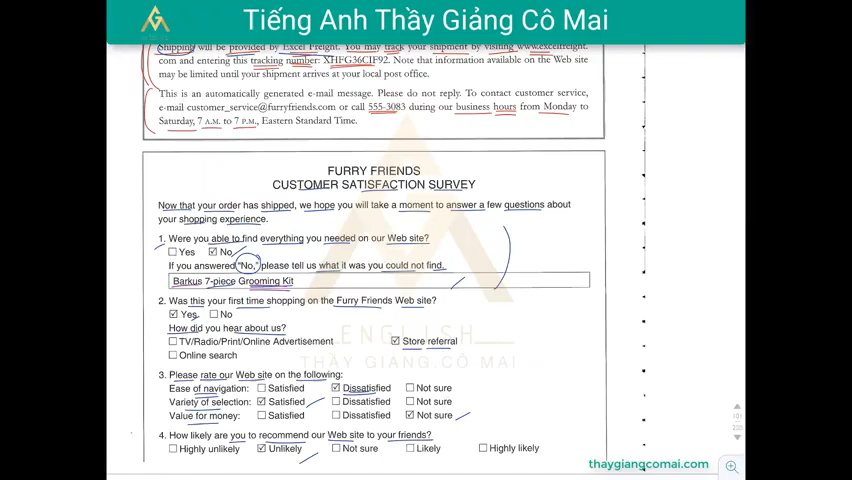 Tiếng Anh Thầy Giảng Cô Mai
Shipping will be provided by Excel Freight. You may track your shipment by visiting www.excelfreight.
com and entering this tracking number: XHFG36CIF92. Note that information available on the Web site
may be limited until your shipment arrives at your local post office.
This is an automatically generated e-mail message. Please do not reply. To contact customer service,
e-mail customer_service@furryfriends.com or call 555-3083 during our business hours from Monday to
Saturday, 7 A.M. to 7 P.M., Eastern Standard Time.
FURRY FRIENDS
CUSTOMER SATISFACTION SURVEY
Now that your order has shipped, we hope you will take a moment to answer a few questions about
your shopping experience.
1. Were you able to find everything you needed on our Web site?
☐ Yes ☑ No
If you answered "No," please tell us what it was you could not find.
Barkus 7-piece Grooming Kit
2. Was this your first time shopping on the Furry Friends Web site?
☑ Yes ☐ No
How did you hear about us?
☐ TV/Radio/Print/Online Advertisement ☑ Store referral
☐ Online search
ENGLISH
THẦY GIẢNG CÔ MAI
3. Please rate our Web site on the following:
Ease of navigation: ☐ Satisfied ☑ Dissatisfied ☐ Not sure
Variety of selection: ☑ Satisfied ☐ Dissatisfied ☐ Not sure
Value for money: ☐ Satisfied ☐ Dissatisfied ☑ Not sure
4. How likely are you to recommend our Web site to your friends?
☐ Highly unlikely ☑ Unlikely ☐ Not sure ☐ Likely ☐ Highly likely
thaygiangcomai.com